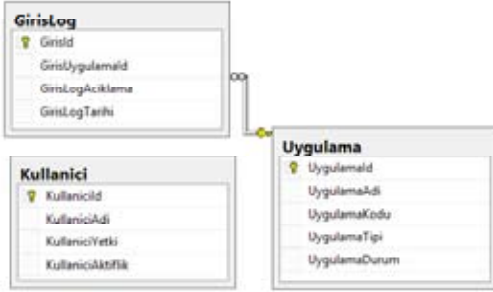 GirisLog
GirisId
GirisUygulamaId
GirisLogAciklama
GirisLogTarihi
Uygulama
UygulamaId
UygulamaAdi
UygulamaKodu
UygulamaTipi
UygulamaDurum
Kullanici
KullaniciId
KullaniciAdi
KullaniciYetki
KullaniciAktiflik